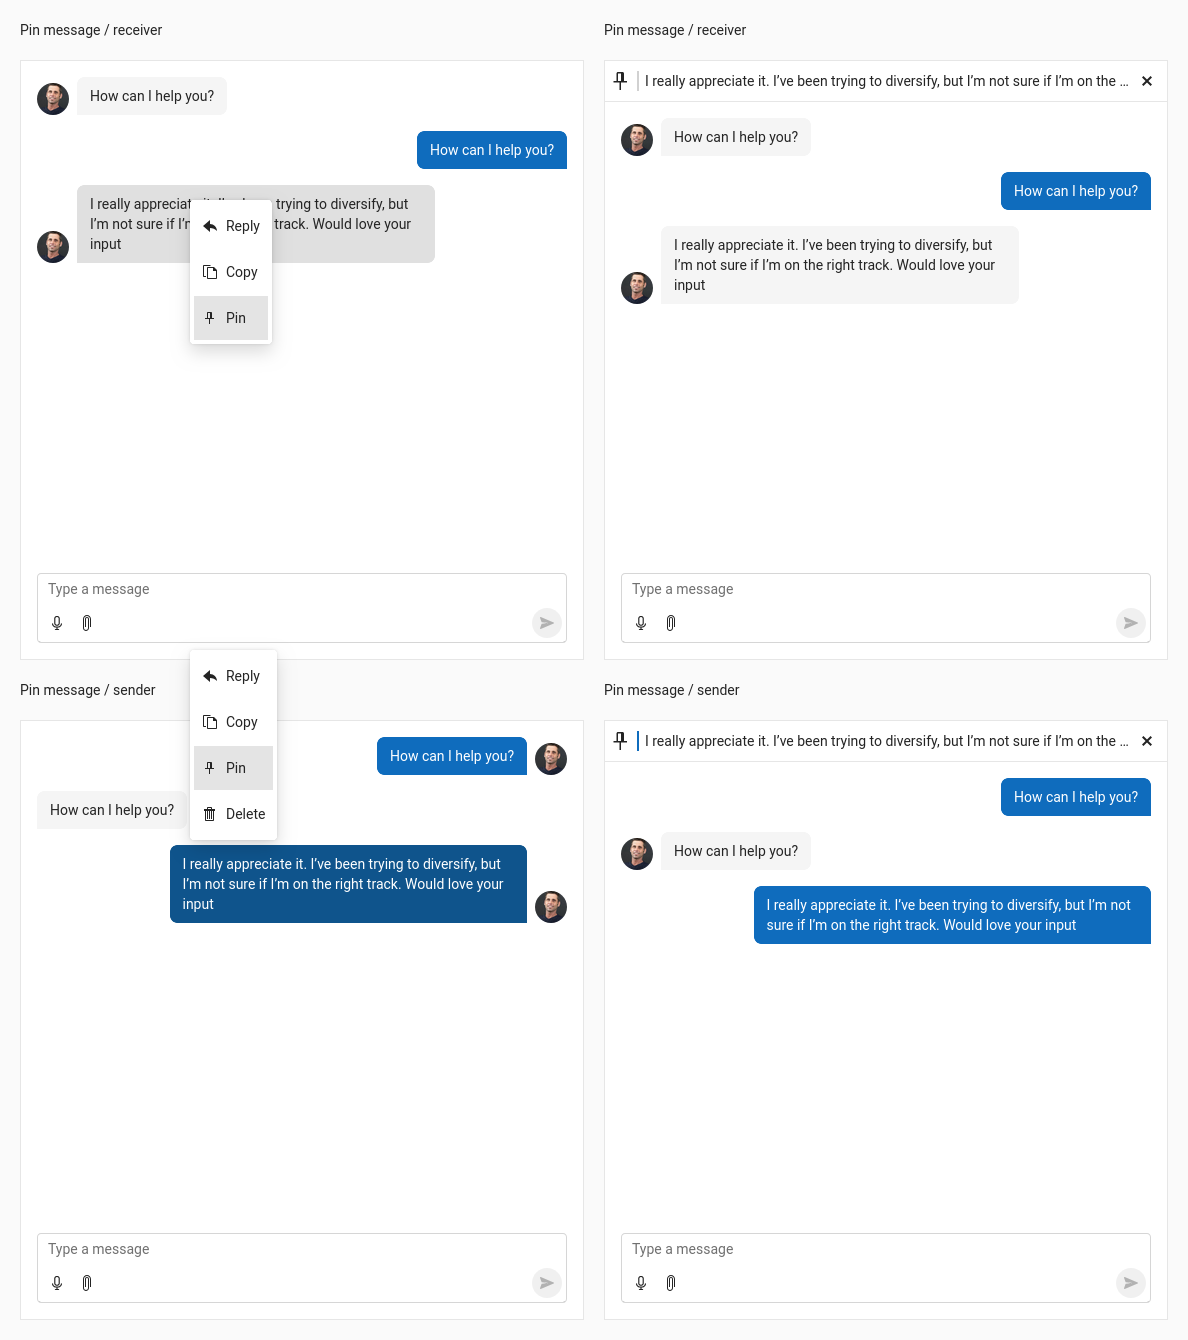 Pin message / receiver
How can I help you?
How can I help you?
I really appreciat trying to diversify, but
I'm not sure if I'm track. Would love your
input
Reply
Copy
Pin
Type a message
Pin message / receiver
I really appreciate it. I've been trying to diversify, but I'm not sure if I'm on the ...
How can I help you?
How can I help you?
I really appreciate it. I've been trying to diversify, but
I'm not sure if I'm on the right track. Would love your
input
Type a message
Pin message / sender
Reply
Copy
Pin
Delete
How can I help you?
How can I help you?
I really appreciate it. I've been trying to diversify, but
I'm not sure if I'm on the right track. Would love your
input
Type a message
Pin message / sender
I really appreciate it. I've been trying to diversify, but I'm not sure if I'm on the ...
How can I help you?
How can I help you?
I really appreciate it. I've been trying to diversify, but I'm not
sure if I'm on the right track. Would love your input
Type a message